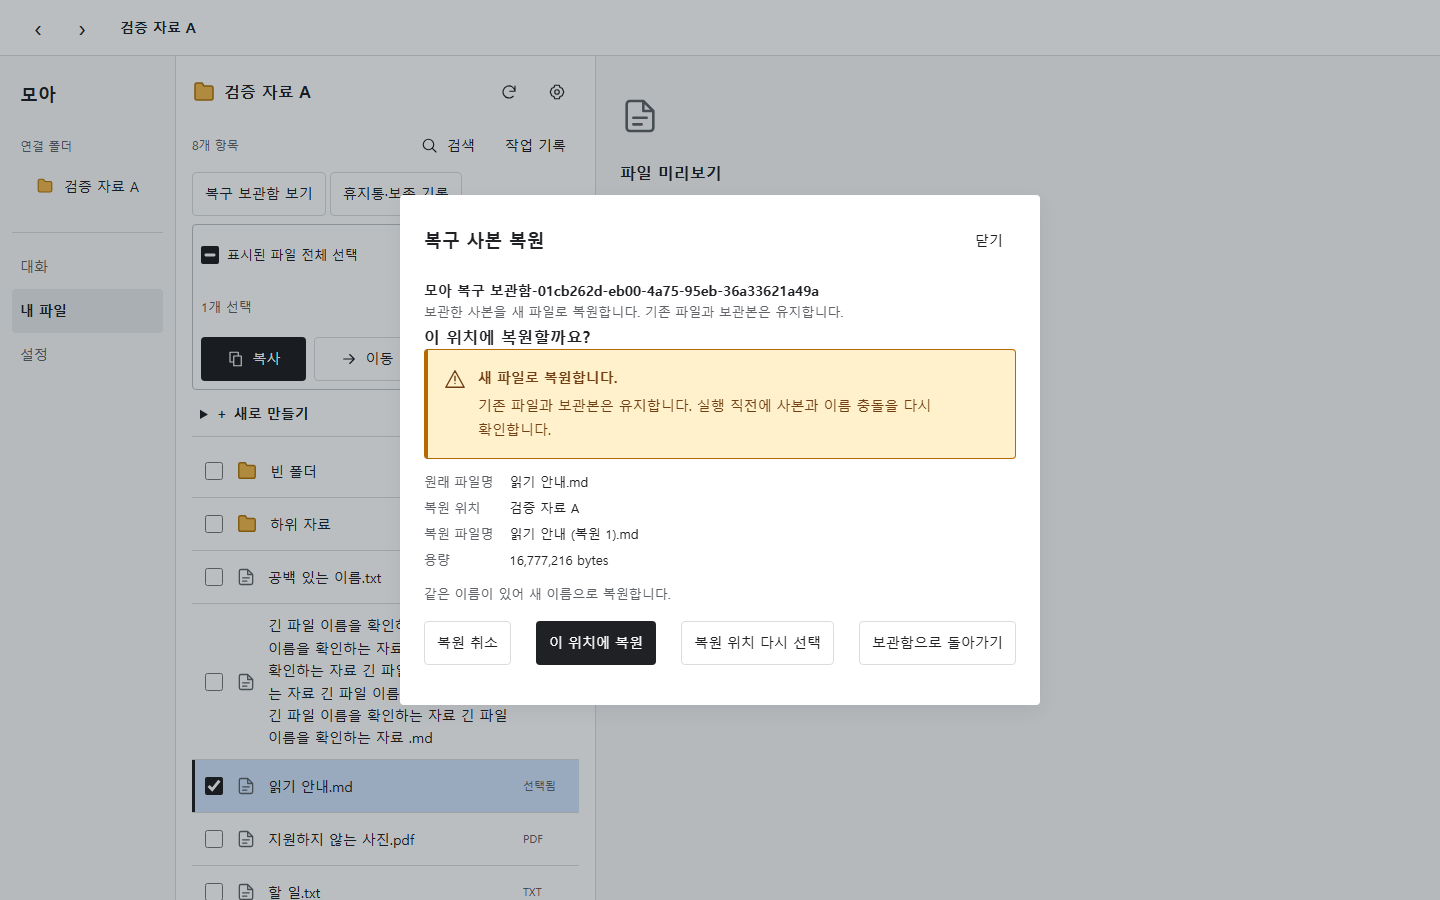 검증 자료 A
모아
연결 폴더
검증 자료 A
대화
내 파일
설정
검증 자료 A
8개 항목
검색
작업 기록
복구 보관함 보기
휴지통·보존 기록
표시된 파일 전체 선택
1개 선택
복사
이동
+ 새로 만들기
빈 폴더
하위 자료
공백 있는 이름.txt
긴 파일 이름을 확인하
이름을 확인하는 자료
확인하는 자료 긴 파일
는 자료 긴 파일 이름
긴 파일 이름을 확인하는 자료 긴 파일
이름을 확인하는 자료 .md
읽기 안내.md
선택됨
지원하지 않는 사진.pdf
PDF
할 일.txt
TXT
파일 미리보기
복구 사본 복원
닫기
모아 복구 보관함-01cb262d-eb00-4a75-95eb-36a33621a49a
보관한 사본을 새 파일로 복원합니다. 기존 파일과 보관본은 유지합니다.
이 위치에 복원할까요?
새 파일로 복원합니다.
기존 파일과 보관본은 유지합니다. 실행 직전에 사본과 이름 충돌을 다시
확인합니다.
원래 파일명 읽기 안내.md
복원 위치 검증 자료 A
복원 파일명 읽기 안내 (복원 1).md
용량 16,777,216 bytes
같은 이름이 있어 새 이름으로 복원합니다.
복원 취소
이 위치에 복원
복원 위치 다시 선택
보관함으로 돌아가기